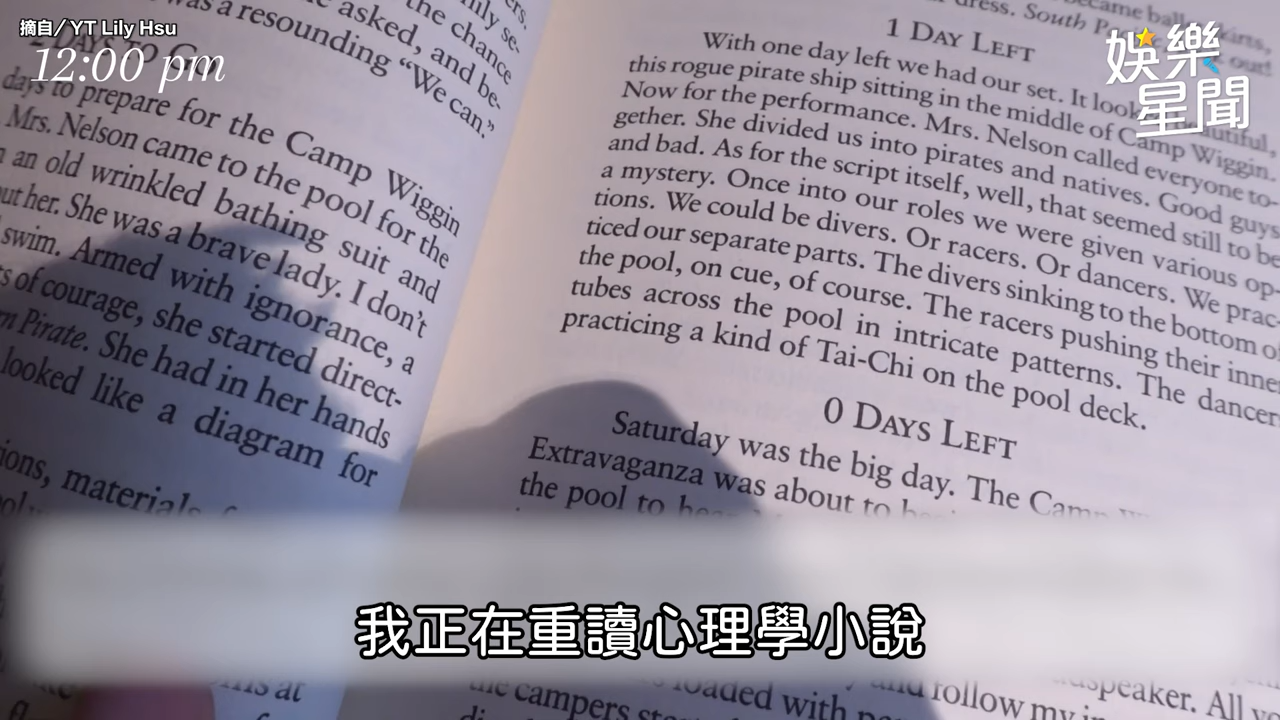 摘自／YT Lily Hsu
12:00 pm
娛樂
星聞
was a resounding "We can."
asked, and be-
the chance
2 DAYS TO GO
days to prepare for the Camp Wiggin
Mrs. Nelson came to the pool for the
an old wrinkled bathing suit and
her. She was a brave lady. I don't
swim. Armed with ignorance, a
of courage, she started direct-
Pirate. She had in her hands
looked like a diagram for
materials
dress. South
became
1 DAY LEFT
With one day left we had our set. It
this rogue pirate ship sitting in the middle of Camp Wiggin.
Now for the performance. Mrs. Nelson called everyone to-
gether. She divided us into pirates and natives. Good guys
and bad. As for the script itself, well, that seemed still to be
a mystery. Once into our roles we were given various op-
tions. We could be divers. Or racers. Or dancers. We prac-
ticed our separate parts. The divers sinking to the bottom of
the pool, on cue, of course. The racers pushing their inner
tubes across the pool in intricate patterns. The dancers
practicing a kind of Tai-Chi on the pool deck.
0 DAYS LEFT
Saturday was the big day. The Camp
Extravaganza was about to
the pool to
我正在重讀心理學小說
loaded with
and follow my
the campers